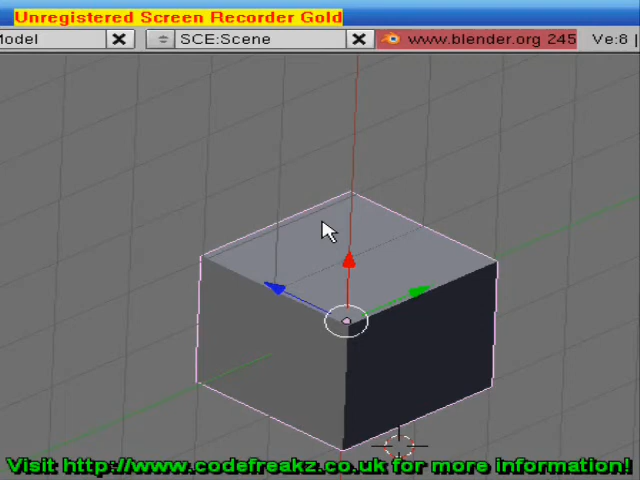 Unregistered Screen Recorder Gold
Model SCE:Scene www.blender.org 245 Ve:8 |
Visit http://www.codefreakz.co.uk for more information!